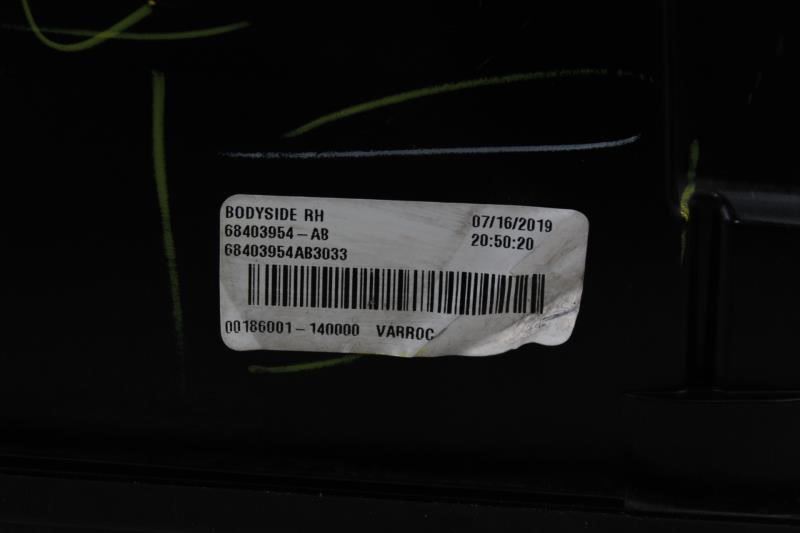 BODYSIDE RH
07/16/2019
68403954-AB
20:50:20
68403954AB3033
00186001-140000 VARROC